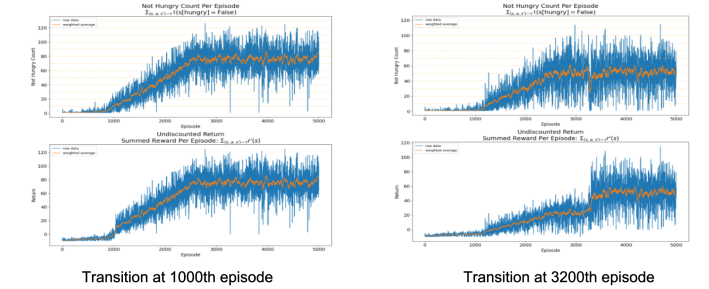 Not Hungry Count Per Episode
Σ(s, a, s')~τ 1(s[hungry] = False)
raw data
weighted average
Not Hungry Count
120
100
80
60
40
20
0
0 1000 2000 3000 4000 5000
Episode
Undiscounted Return
Summed Reward Per Episode: Σ(s, a, s')~τ r'(s)
raw data
weighted average
Return
120
100
80
60
40
20
0
0 1000 2000 3000 4000 5000
Episode
Transition at 1000th episode
Not Hungry Count Per Episode
Σ(s, a, s')~τ 1(s[hungry] = False)
raw data
weighted average
Not Hungry Count
120
100
80
60
40
20
0
0 1000 2000 3000 4000 5000
Episode
Undiscounted Return
Summed Reward Per Episode: Σ(s, a, s')~τ r'(s)
raw data
weighted average
Return
120
100
80
60
40
20
0
0 1000 2000 3000 4000 5000
Episode
Transition at 3200th episode